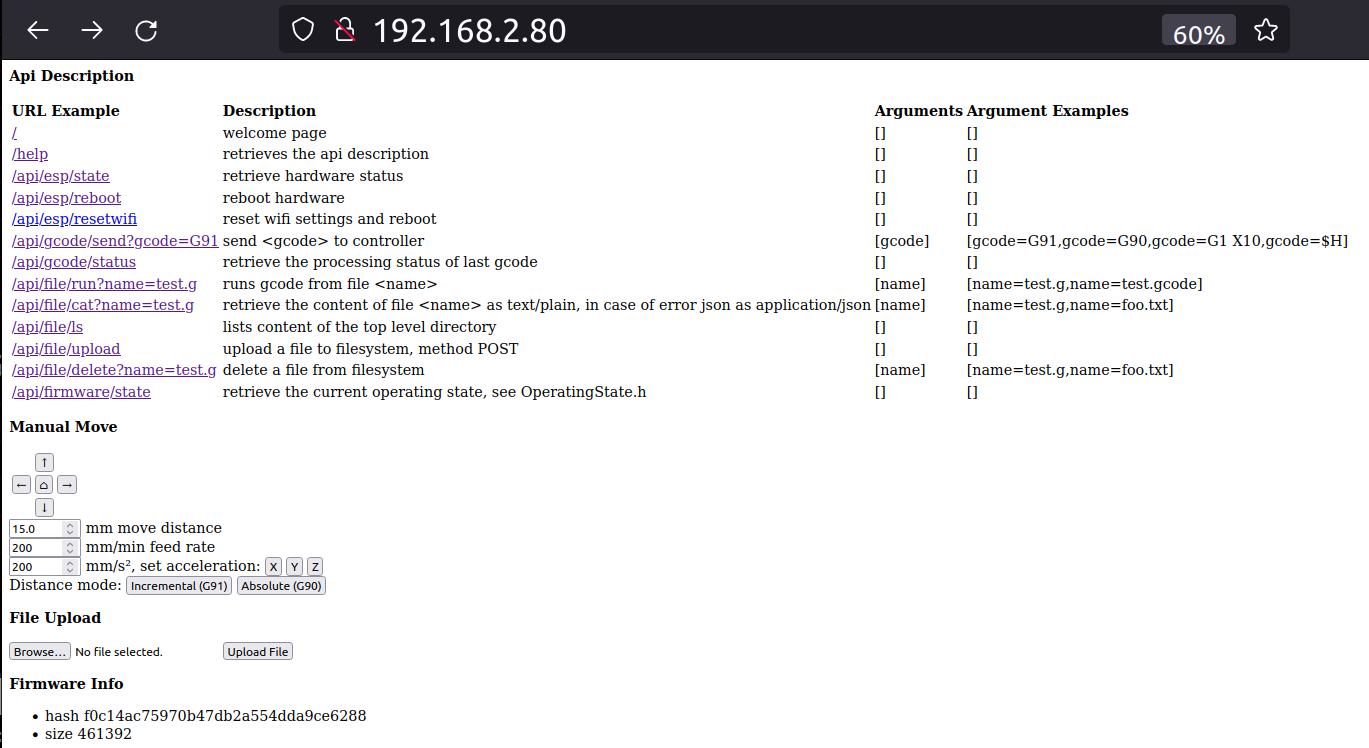 192.168.2.80 60%
Api Description
URL Example Description Arguments Argument Examples
/ welcome page [] []
/help retrieves the api description [] []
/api/esp/state retrieve hardware status [] []
/api/esp/reboot reboot hardware [] []
/api/esp/resetwifi reset wifi settings and reboot [] []
/api/gcode/send?gcode=G91 send <gcode> to controller [gcode] [gcode=G91,gcode=G90,gcode=G1 X10,gcode=$H]
/api/gcode/status retrieve the processing status of last gcode [] []
/api/file/run?name=test.g runs gcode from file <name> [name] [name=test.g,name=test.gcode]
/api/file/cat?name=test.g retrieve the content of file <name> as text/plain, in case of error json as application/json [name] [name=test.g,name=foo.txt]
/api/file/ls lists content of the top level directory [] []
/api/file/upload upload a file to filesystem, method POST [] []
/api/file/delete?name=test.g delete a file from filesystem [name] [name=test.g,name=foo.txt]
/api/firmware/state retrieve the current operating state, see OperatingState.h [] []
Manual Move
↑
← ⌂ →
↓
15.0 mm move distance
200 mm/min feed rate
200 mm/s², set acceleration: X Y Z
Distance mode: Incremental (G91) Absolute (G90)
File Upload
Browse... No file selected. Upload File
Firmware Info
• hash f0c14ac75970b47db2a554dda9ce6288
• size 461392